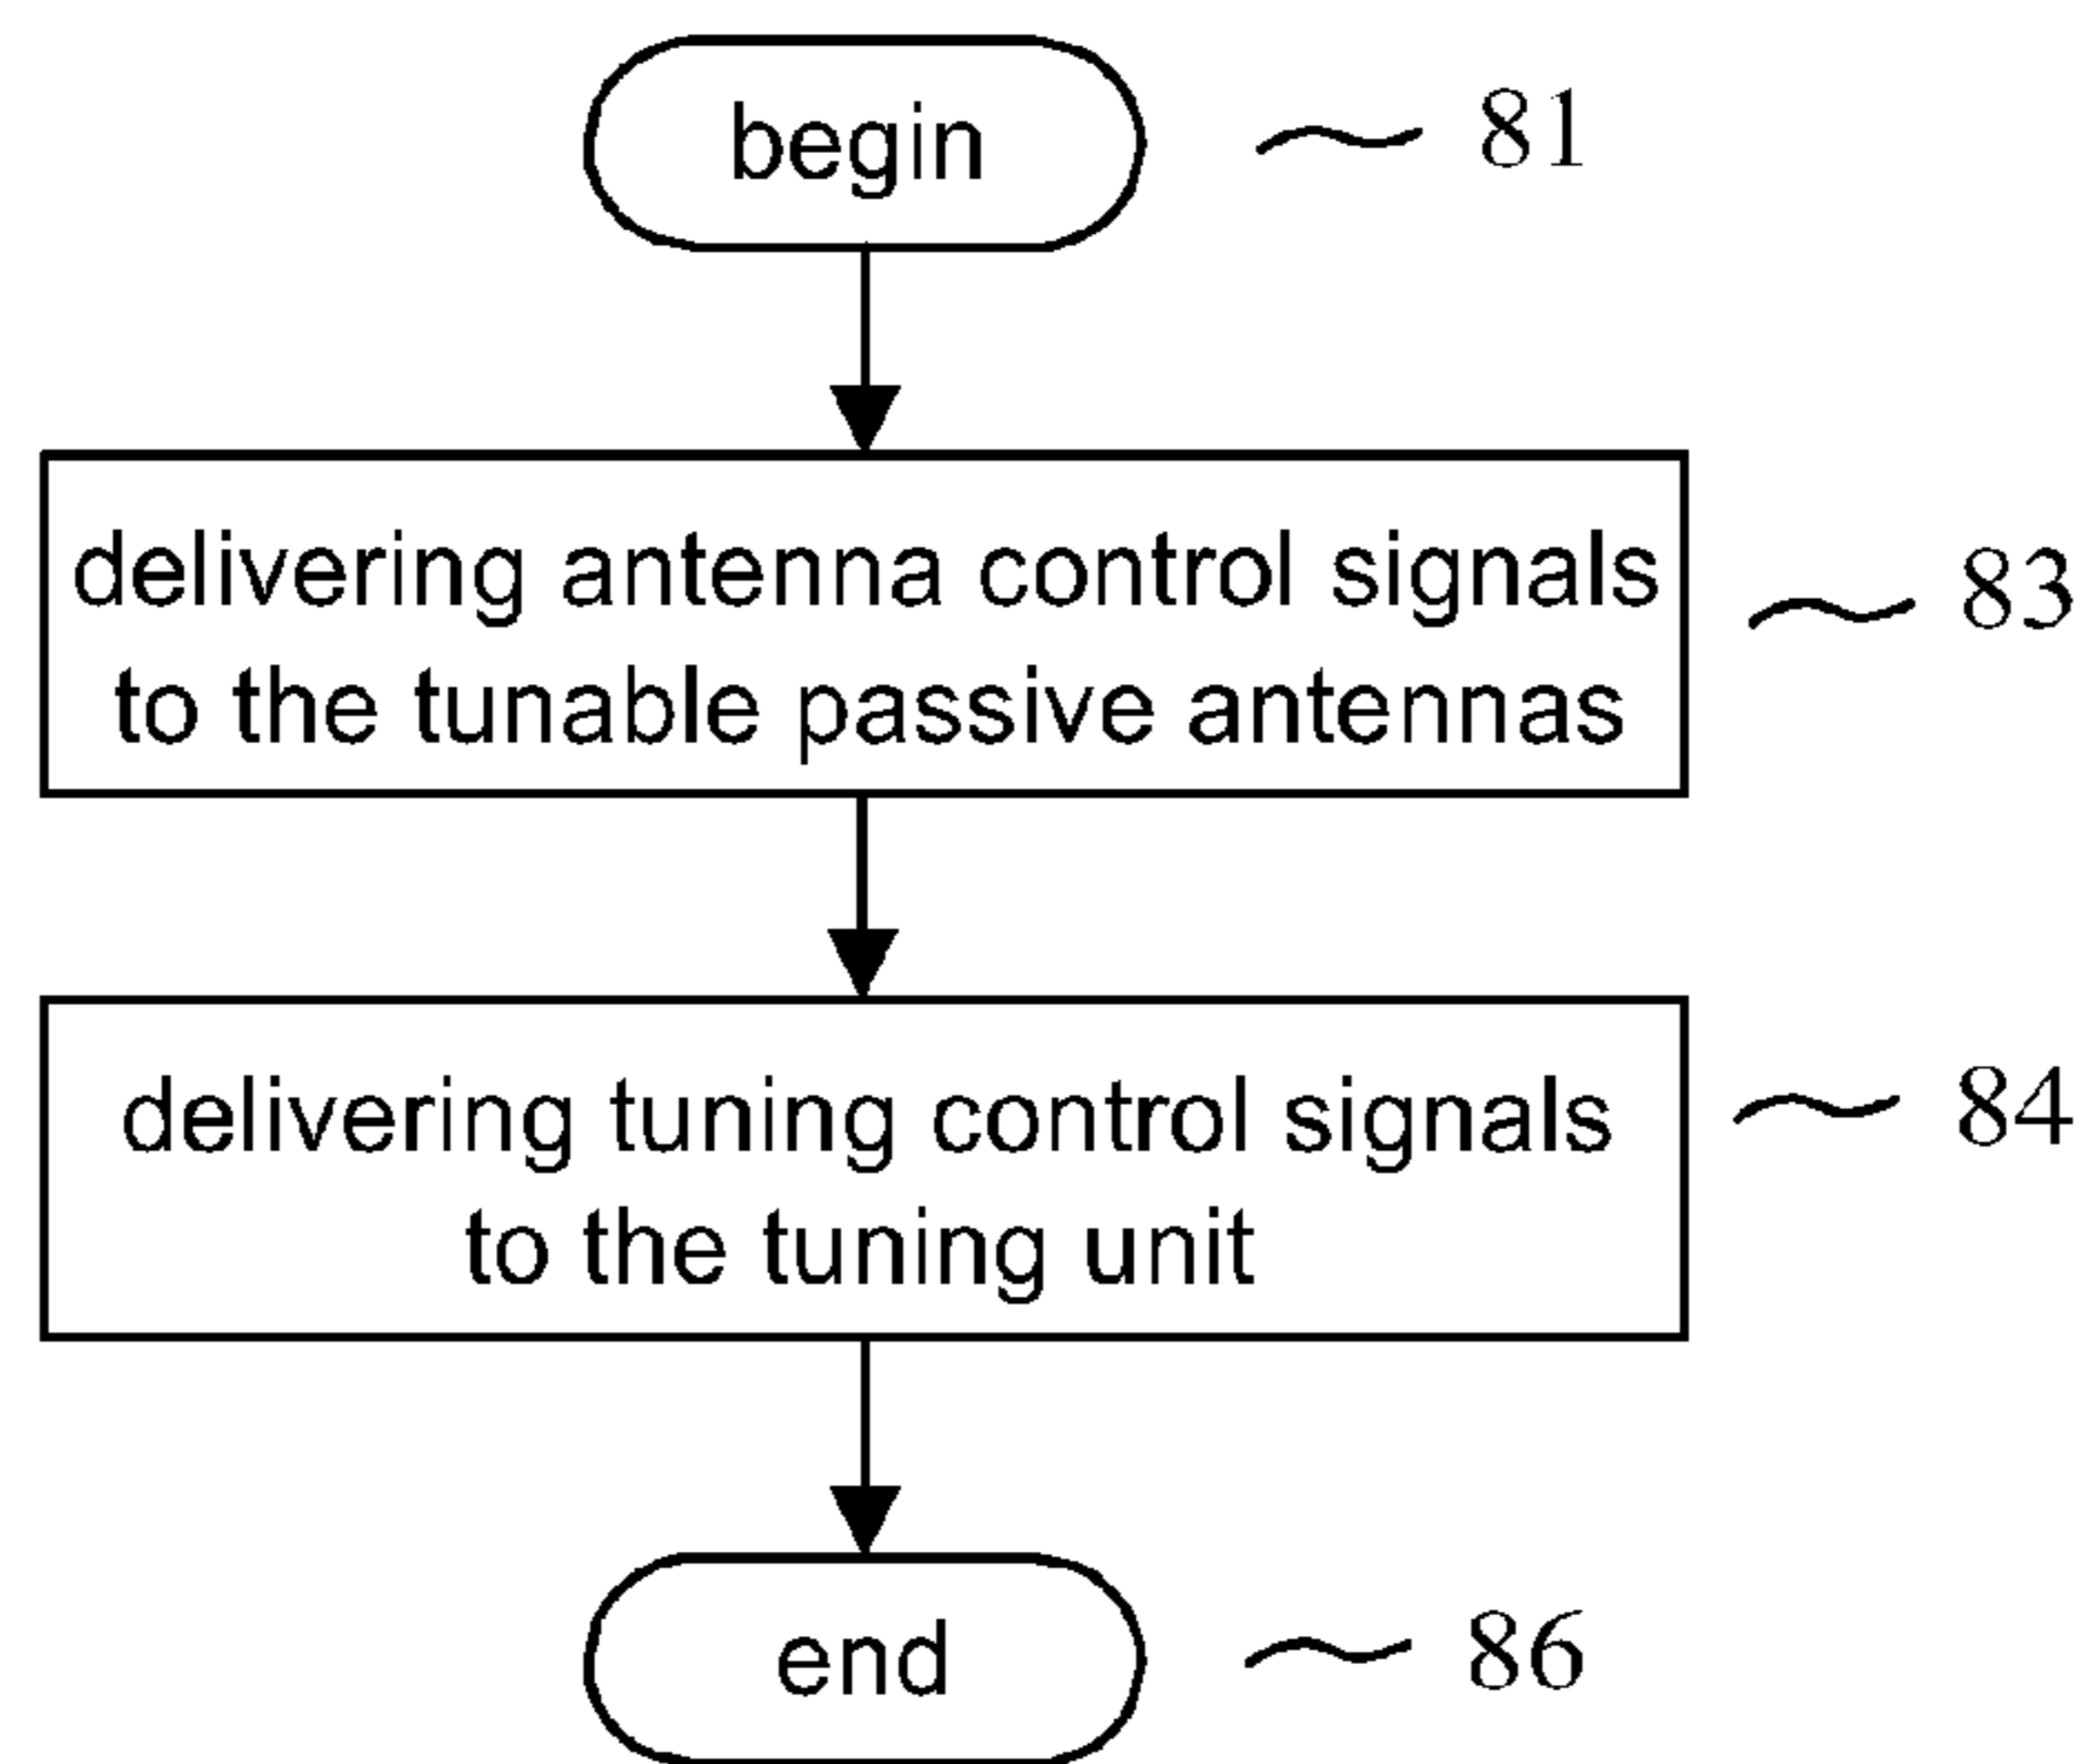 begin
81
delivering antenna control signals
to the tunable passive antennas
83
delivering tuning control signals
to the tuning unit
84
end
86